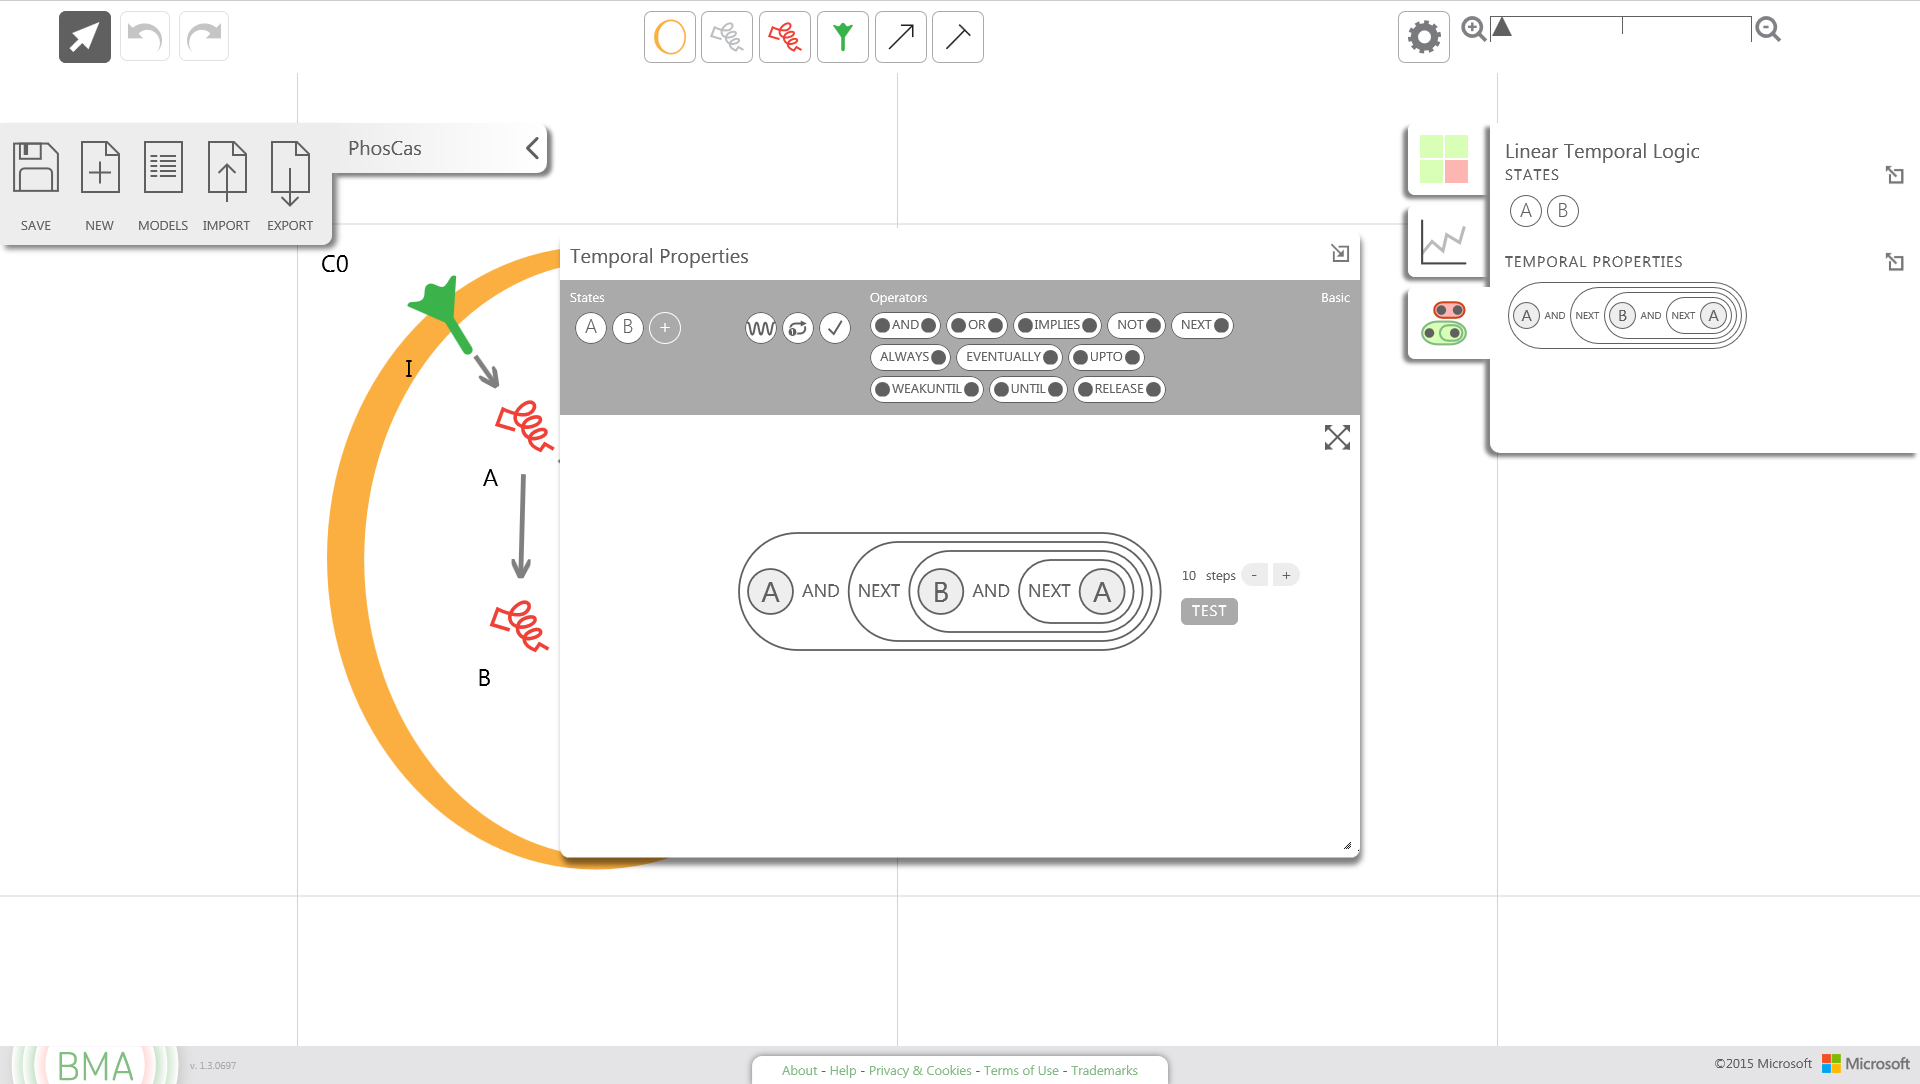 PhosCas
SAVE NEW MODELS IMPORT EXPORT
C0
I
A
B
Temporal Properties
States
A B +
Operators
Basic
AND OR IMPLIES NOT NEXT
ALWAYS EVENTUALLY UPTO
WEAKUNTIL UNTIL RELEASE
A AND NEXT B AND NEXT A
10 steps - +
TEST
Linear Temporal Logic
STATES
A B
TEMPORAL PROPERTIES
A AND NEXT B AND NEXT A
BMA
v. 1.3.0697
About - Help - Privacy & Cookies - Terms of Use - Trademarks
©2015 Microsoft Microsoft